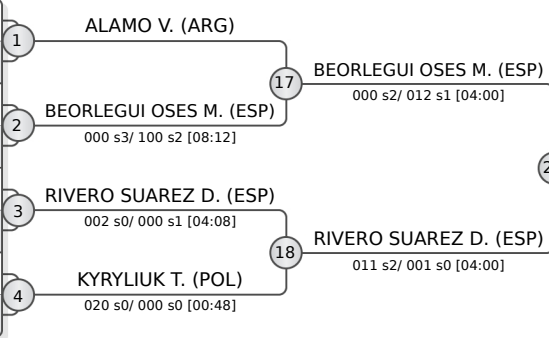 ALAMO V. (ARG)
1
17
BEORLEGUI OSES M. (ESP)
000 s2/ 012 s1 [04:00]
BEORLEGUI OSES M. (ESP)
2
000 s3/ 100 s2 [08:12]
RIVERO SUAREZ D. (ESP)
3
002 s0/ 000 s1 [04:08]
18
RIVERO SUAREZ D. (ESP)
011 s2/ 001 s0 [04:00]
KYRYLIUK T. (POL)
4
020 s0/ 000 s0 [00:48]